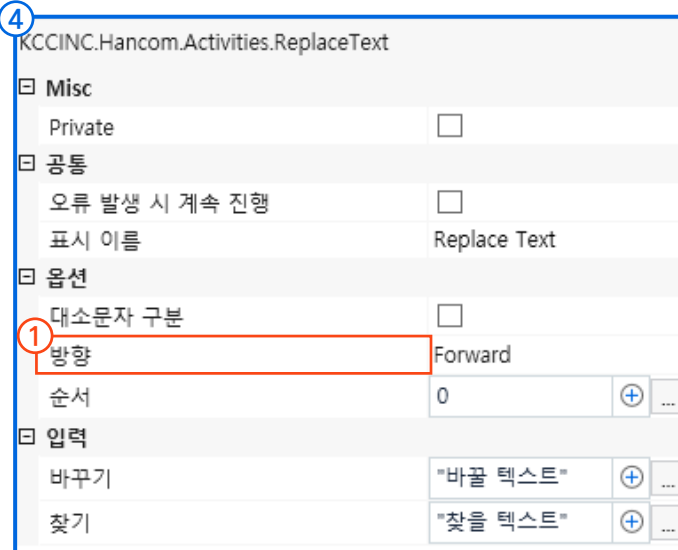 4
KCCINC.Hancom.Activities.ReplaceText
Misc
Private
공통
오류 발생 시 계속 진행
표시 이름 Replace Text
옵션
대소문자 구분
1
방향 Forward
순서 0 ...
입력
바꾸기 "바꿀 텍스트" ...
찾기 "찾을 텍스트" ...